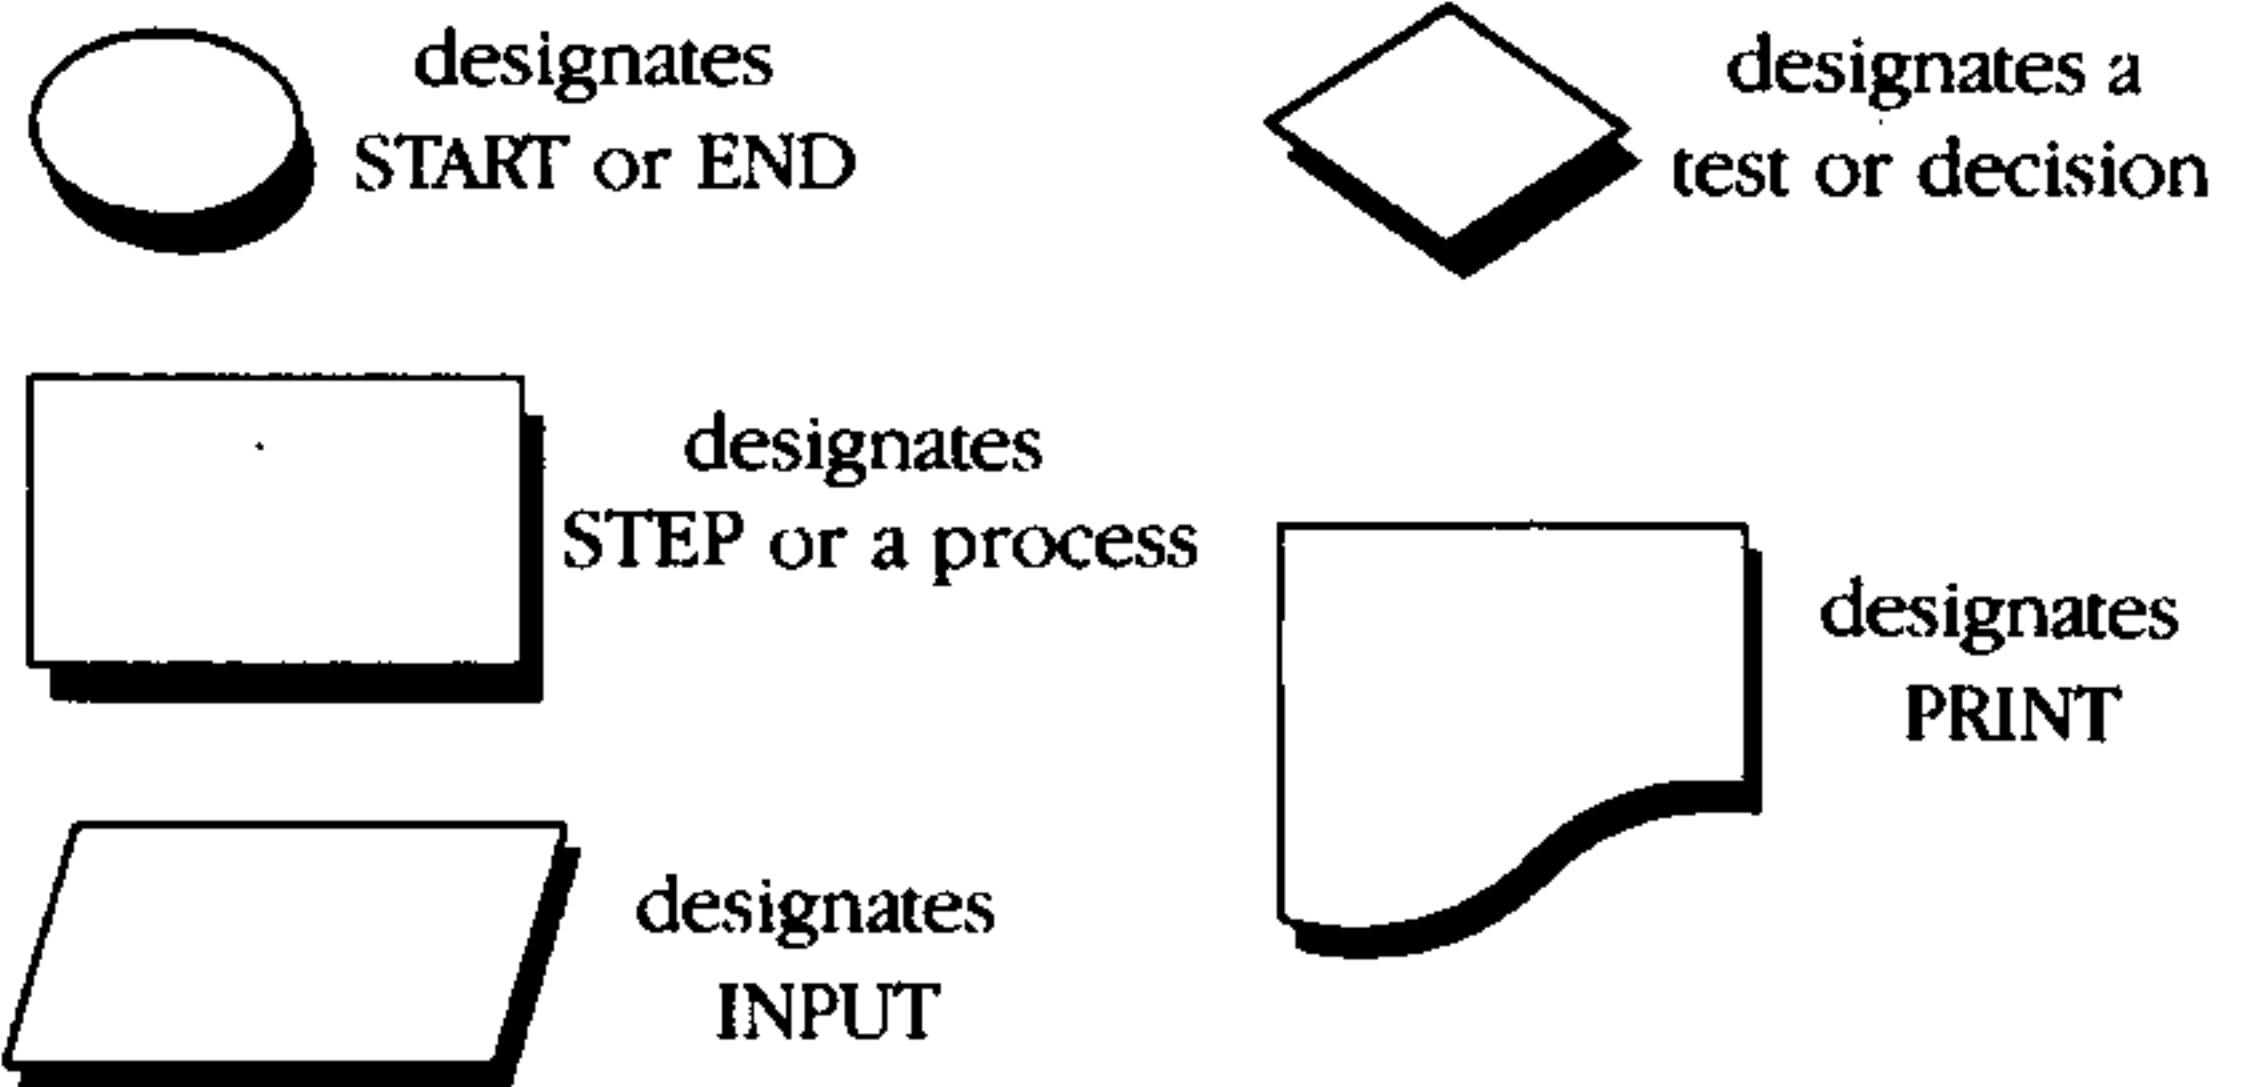 designates
START or END
designates a
test or decision
designates
STEP or a process
designates
PRINT
designates
INPUT